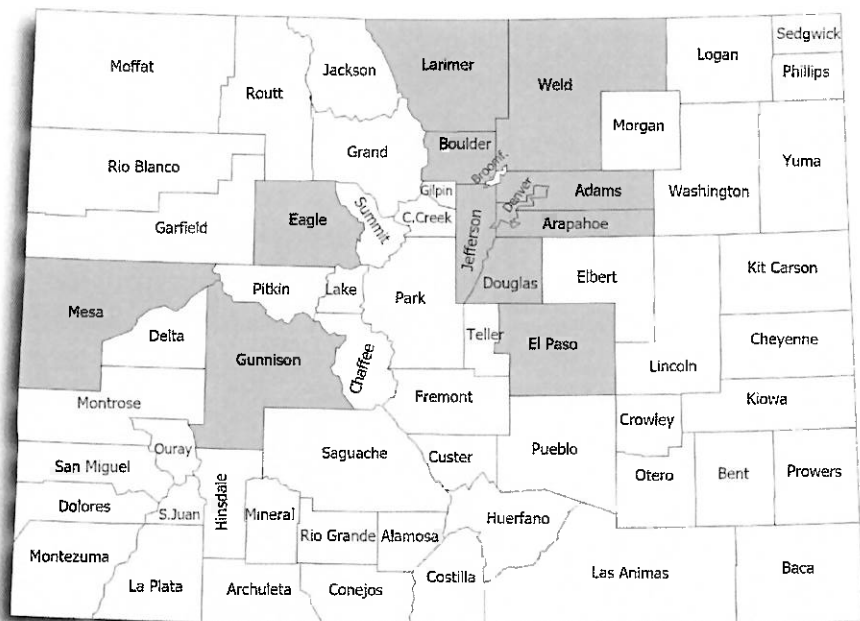 Sedgwick
Logan
Phillips
Moffat
Jackson
Larimer
Routt
Weld
Morgan
Boulder
Grand
Yuma
Rio Blanco
Broomf.
Gilpin
Adams
Washington
Denver
Eagle
Summit
C.Creek
Garfield
Arapahoe
Jefferson
Kit Carson
Pitkin
Lake
Park
Douglas
Elbert
Mesa
Delta
Teller
El Paso
Cheyenne
Gunnison
Chaffee
Lincoln
Fremont
Montrose
Kiowa
Crowley
Ouray
Saguache
Custer
Pueblo
San Miguel
Otero
Bent
Prowers
Hinsdale
Dolores
S.Juan
Mineral
Huerfano
Rio Grande
Alamosa
Montezuma
La Plata
Archuleta
Conejos
Costilla
Las Animas
Baca